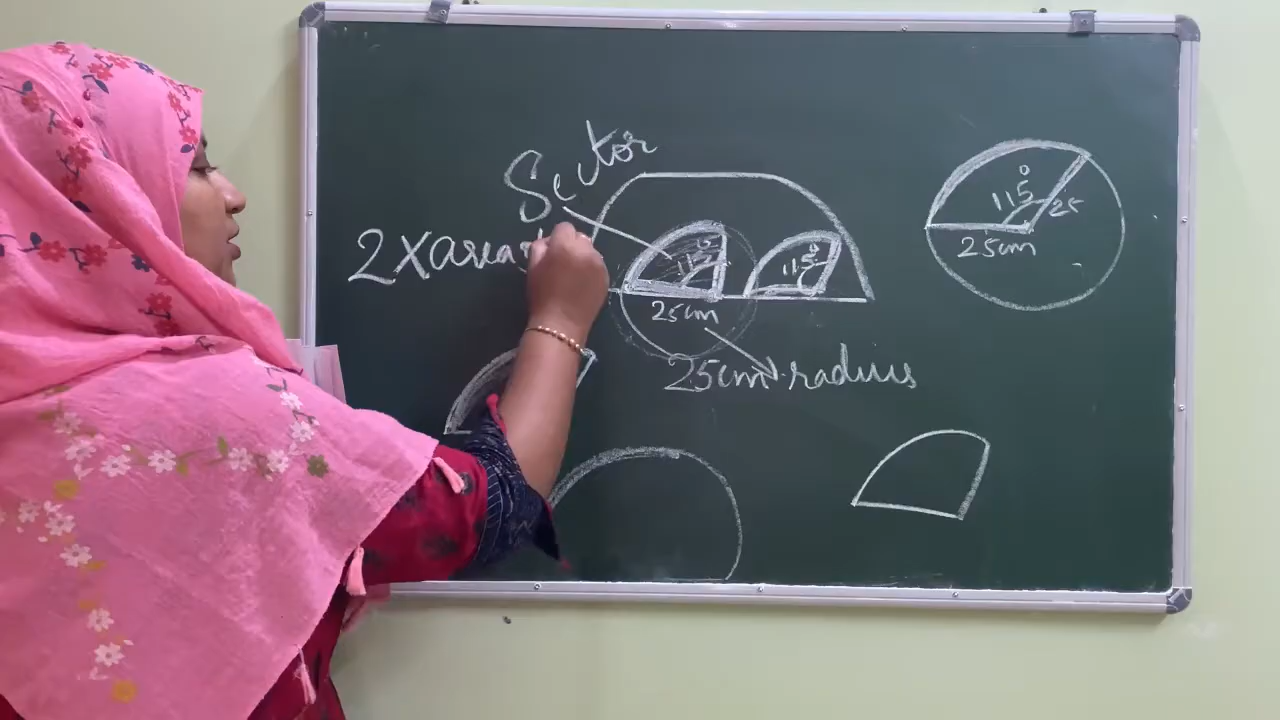 Sector
2 x area
115°
115°
25cm
25cm radius
115°
25
25cm